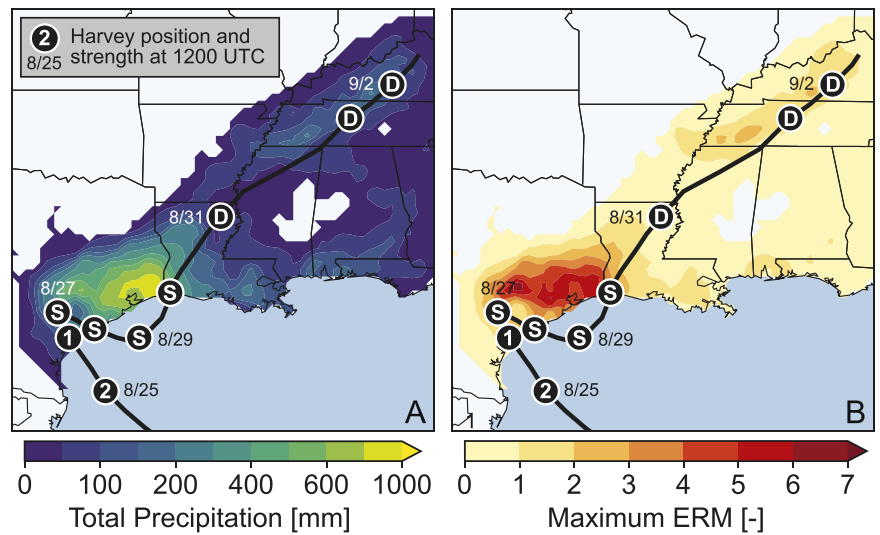 2 Harvey position and
8/25 strength at 1200 UTC
9/2 D
D
8/31 D
8/27
S
S
1
S
S 8/29
2 8/25
A
0 100 200 400 600 1000
Total Precipitation [mm]
9/2 D
D
8/31 D
8/27
S
S
1
S
S 8/29
2 8/25
B
0 1 2 3 4 5 6 7
Maximum ERM [-]